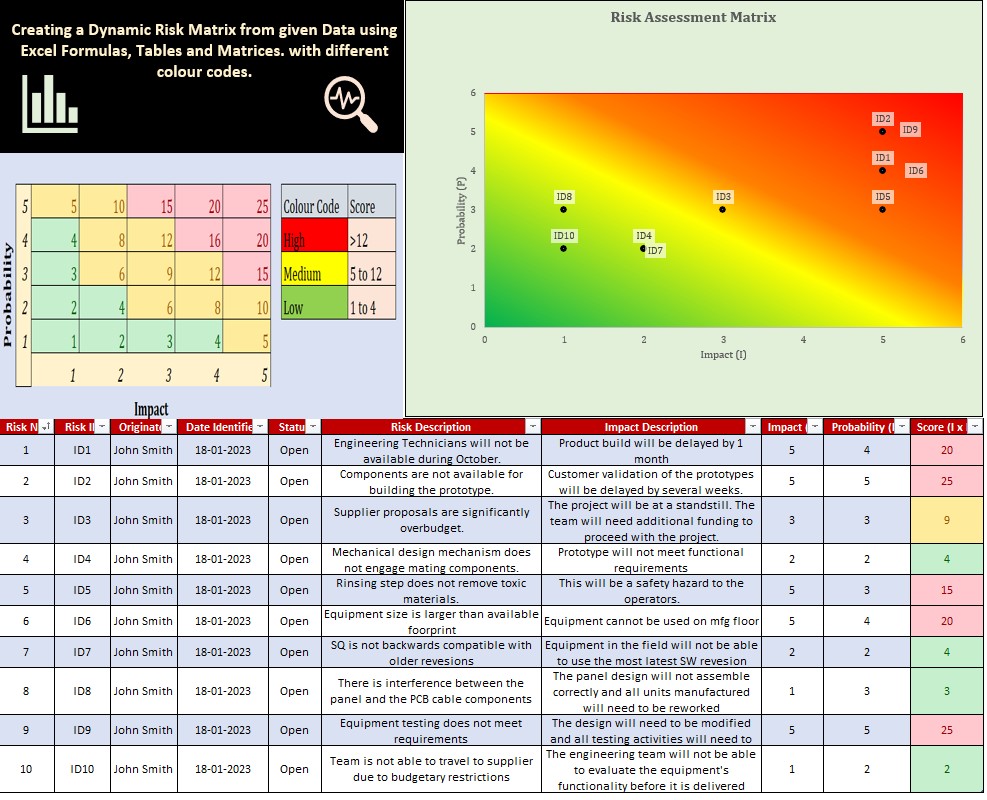 Creating a Dynamic Risk Matrix from given Data using
Excel Formulas, Tables and Matrices. with different
colour codes.
Probability
5 5 10 15 20 25
4 4 8 12 16 20
3 3 6 9 12 15
2 2 4 6 8 10
1 1 2 3 4 5
1 2 3 4 5
Impact
Colour Code Score
High >12
Medium 5 to 12
Low 1 to 4
Risk Assessment Matrix
Probability (P)
6
5
4
3
2
1
0
ID2
ID9
ID1
ID6
ID8
ID3
ID5
ID10
ID4
ID7
0 1 2 3 4 5 6
Impact (I)
Risk N Risk II Originate Date Identifie Statu Risk Description Impact Description Impact ( Probability (I Score (I x
1 ID1 John Smith 18-01-2023 Open Engineering Technicians will not be available during October. Product build will be delayed by 1 month 5 4 20
2 ID2 John Smith 18-01-2023 Open Components are not available for building the prototype. Customer validation of the prototypes will be delayed by several weeks. 5 5 25
3 ID3 John Smith 18-01-2023 Open Supplier proposals are significantly overbudget. The project will be at a standstill. The team will need additional funding to proceed with the project. 3 3 9
4 ID4 John Smith 18-01-2023 Open Mechanical design mechanism does not engage mating components. Prototype will not meet functional requirements 2 2 4
5 ID5 John Smith 18-01-2023 Open Rinsing step does not remove toxic materials. This will be a safety hazard to the operators. 5 3 15
6 ID6 John Smith 18-01-2023 Open Equipment size is larger than available foorprint Equipment cannot be used on mfg floor 5 4 20
7 ID7 John Smith 18-01-2023 Open SQ is not backwards compatible with older revesions Equipment in the field will not be able to use the most latest SW revesion 2 2 4
8 ID8 John Smith 18-01-2023 Open There is interference between the panel and the PCB cable components The panel design will not assemble correctly and all units manufactured will need to be reworked 1 3 3
9 ID9 John Smith 18-01-2023 Open Equipment testing does not meet requirements The design will need to be modified and all testing activities will need to 5 5 25
10 ID10 John Smith 18-01-2023 Open Team is not able to travel to supplier due to budgetary restrictions The engineering team will not be able to evaluate the equipment's functionality before it is delivered 1 2 2